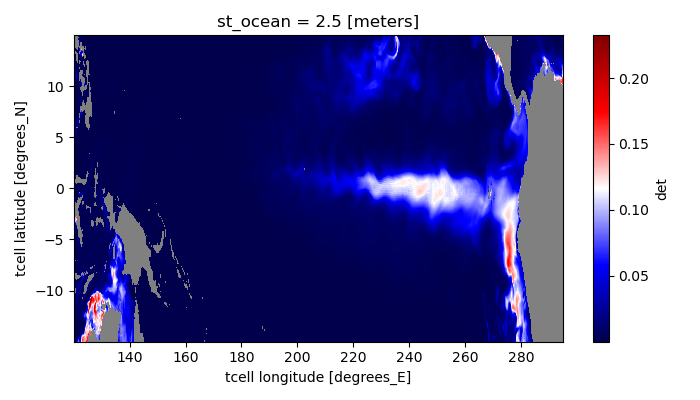 st_ocean = 2.5 [meters]
10
5
0
−5
−10
tcell latitude [degrees_N]
140 160 180 200 220 240 260 280
tcell longitude [degrees_E]
0.20
0.15
0.10
0.05
det